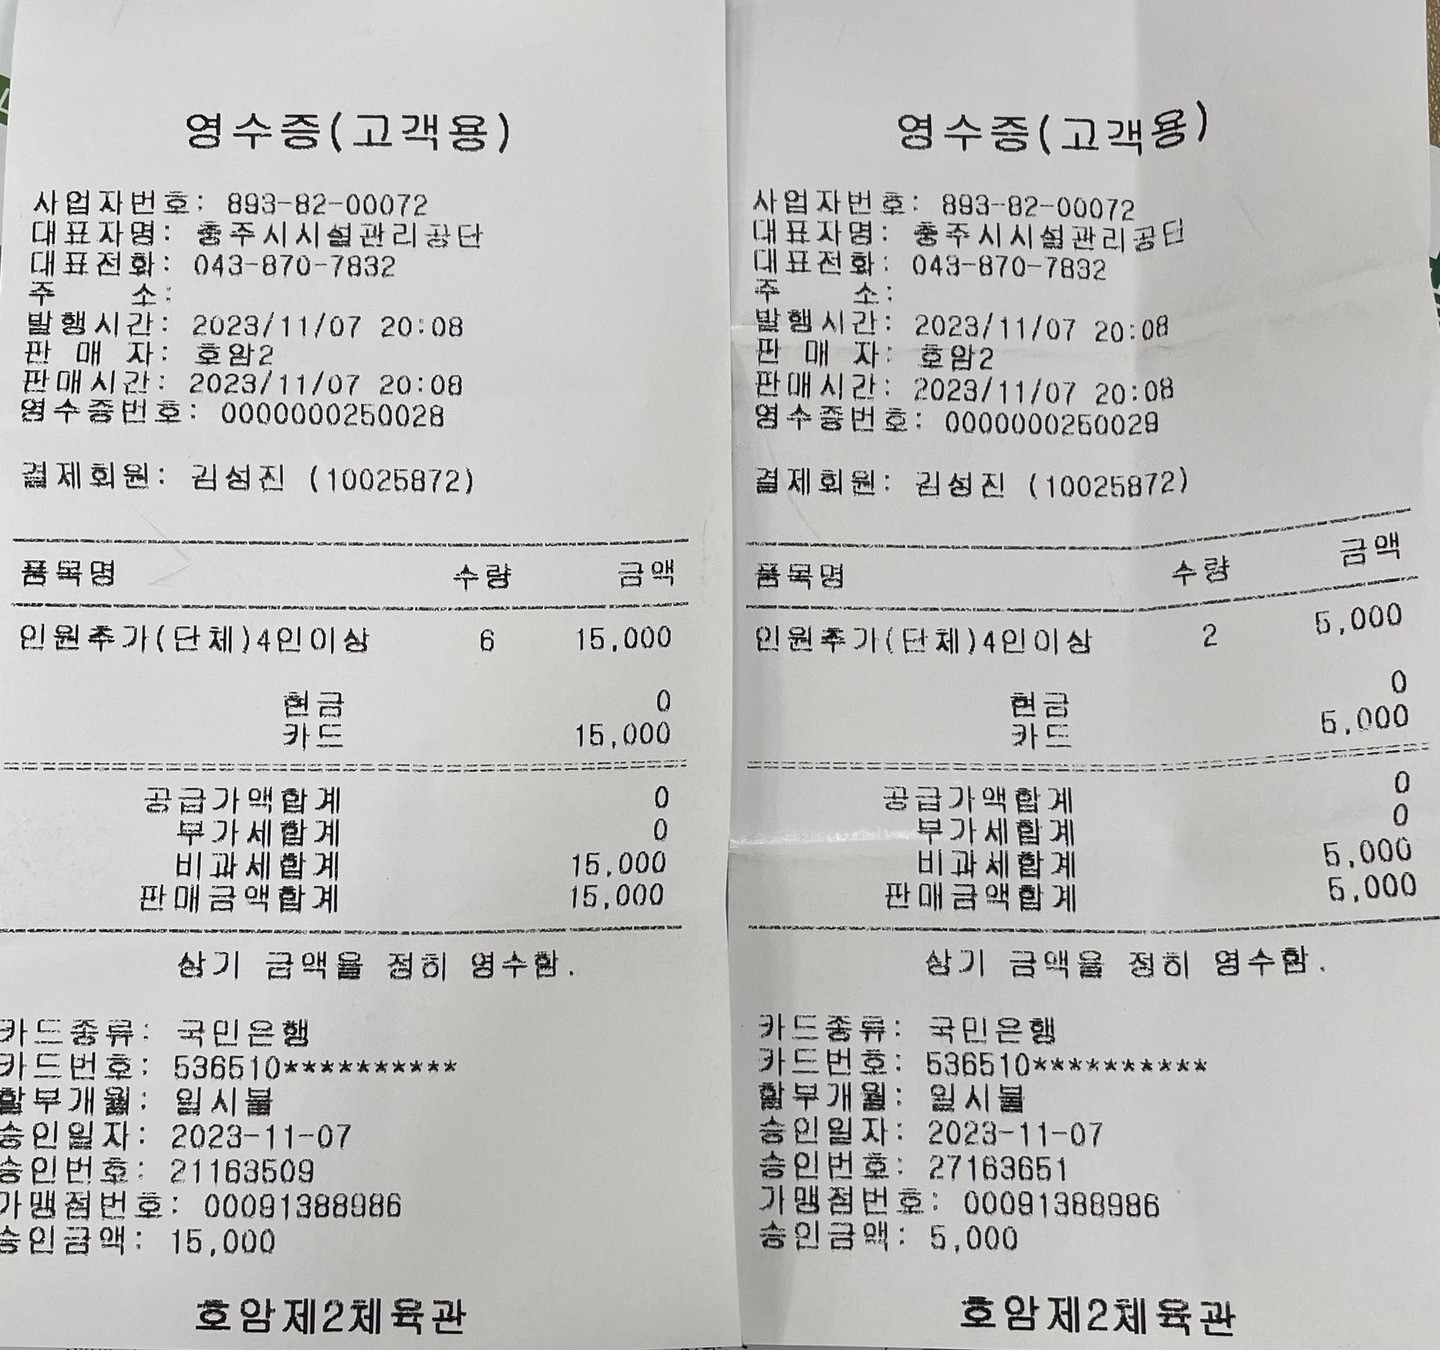 영수증(고객용)
사업자번호: 893-82-00072
대표자명: 충주시시설관리공단
대표전화: 043-870-7832
주 소:
발행시간: 2023/11/07 20:08
판 매 자: 호암2
판매시간: 2023/11/07 20:08
영수증번호: 0000000250028
결제회원: 김성진 (10025872)
품목명 수량 금액
인원추가(단체)4인이상 6 15,000
현금 0
카드 15,000
공급가액합계 0
부가세합계 0
비과세합계 15,000
판매금액합계 15,000
상기 금액을 정히 영수함.
카드종류: 국민은행
카드번호: 536510**********
할부개월: 일시불
승인일자: 2023-11-07
승인번호: 21163509
가맹점번호: 00091388986
승인금액: 15,000
호암제2체육관
영수증(고객용)
사업자번호: 893-82-00072
대표자명: 충주시시설관리공단
대표전화: 043-870-7832
주 소:
발행시간: 2023/11/07 20:08
판 매 자: 호암2
판매시간: 2023/11/07 20:08
영수증번호: 0000000250029
결제회원: 김성진 (10025872)
품목명 수량 금액
인원추가(단체)4인이상 2 5,000
현금 0
카드 5,000
공급가액합계 0
부가세합계 0
비과세합계 5,000
판매금액합계 5,000
상기 금액을 정히 영수함.
카드종류: 국민은행
카드번호: 536510**********
할부개월: 일시불
승인일자: 2023-11-07
승인번호: 27163651
가맹점번호: 00091388986
승인금액: 5,000
호암제2체육관